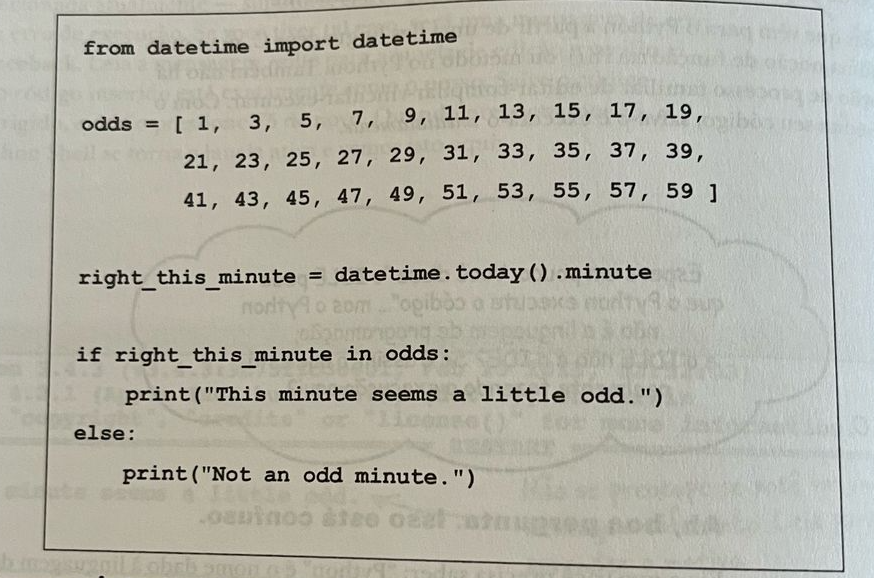 from datetime import datetime
odds = [ 1, 3, 5, 7, 9, 11, 13, 15, 17, 19,
21, 23, 25, 27, 29, 31, 33, 35, 37, 39,
41, 43, 45, 47, 49, 51, 53, 55, 57, 59 ]
right_this_minute = datetime.today().minute
if right_this_minute in odds:
print("This minute seems a little odd.")
else:
print("Not an odd minute.")